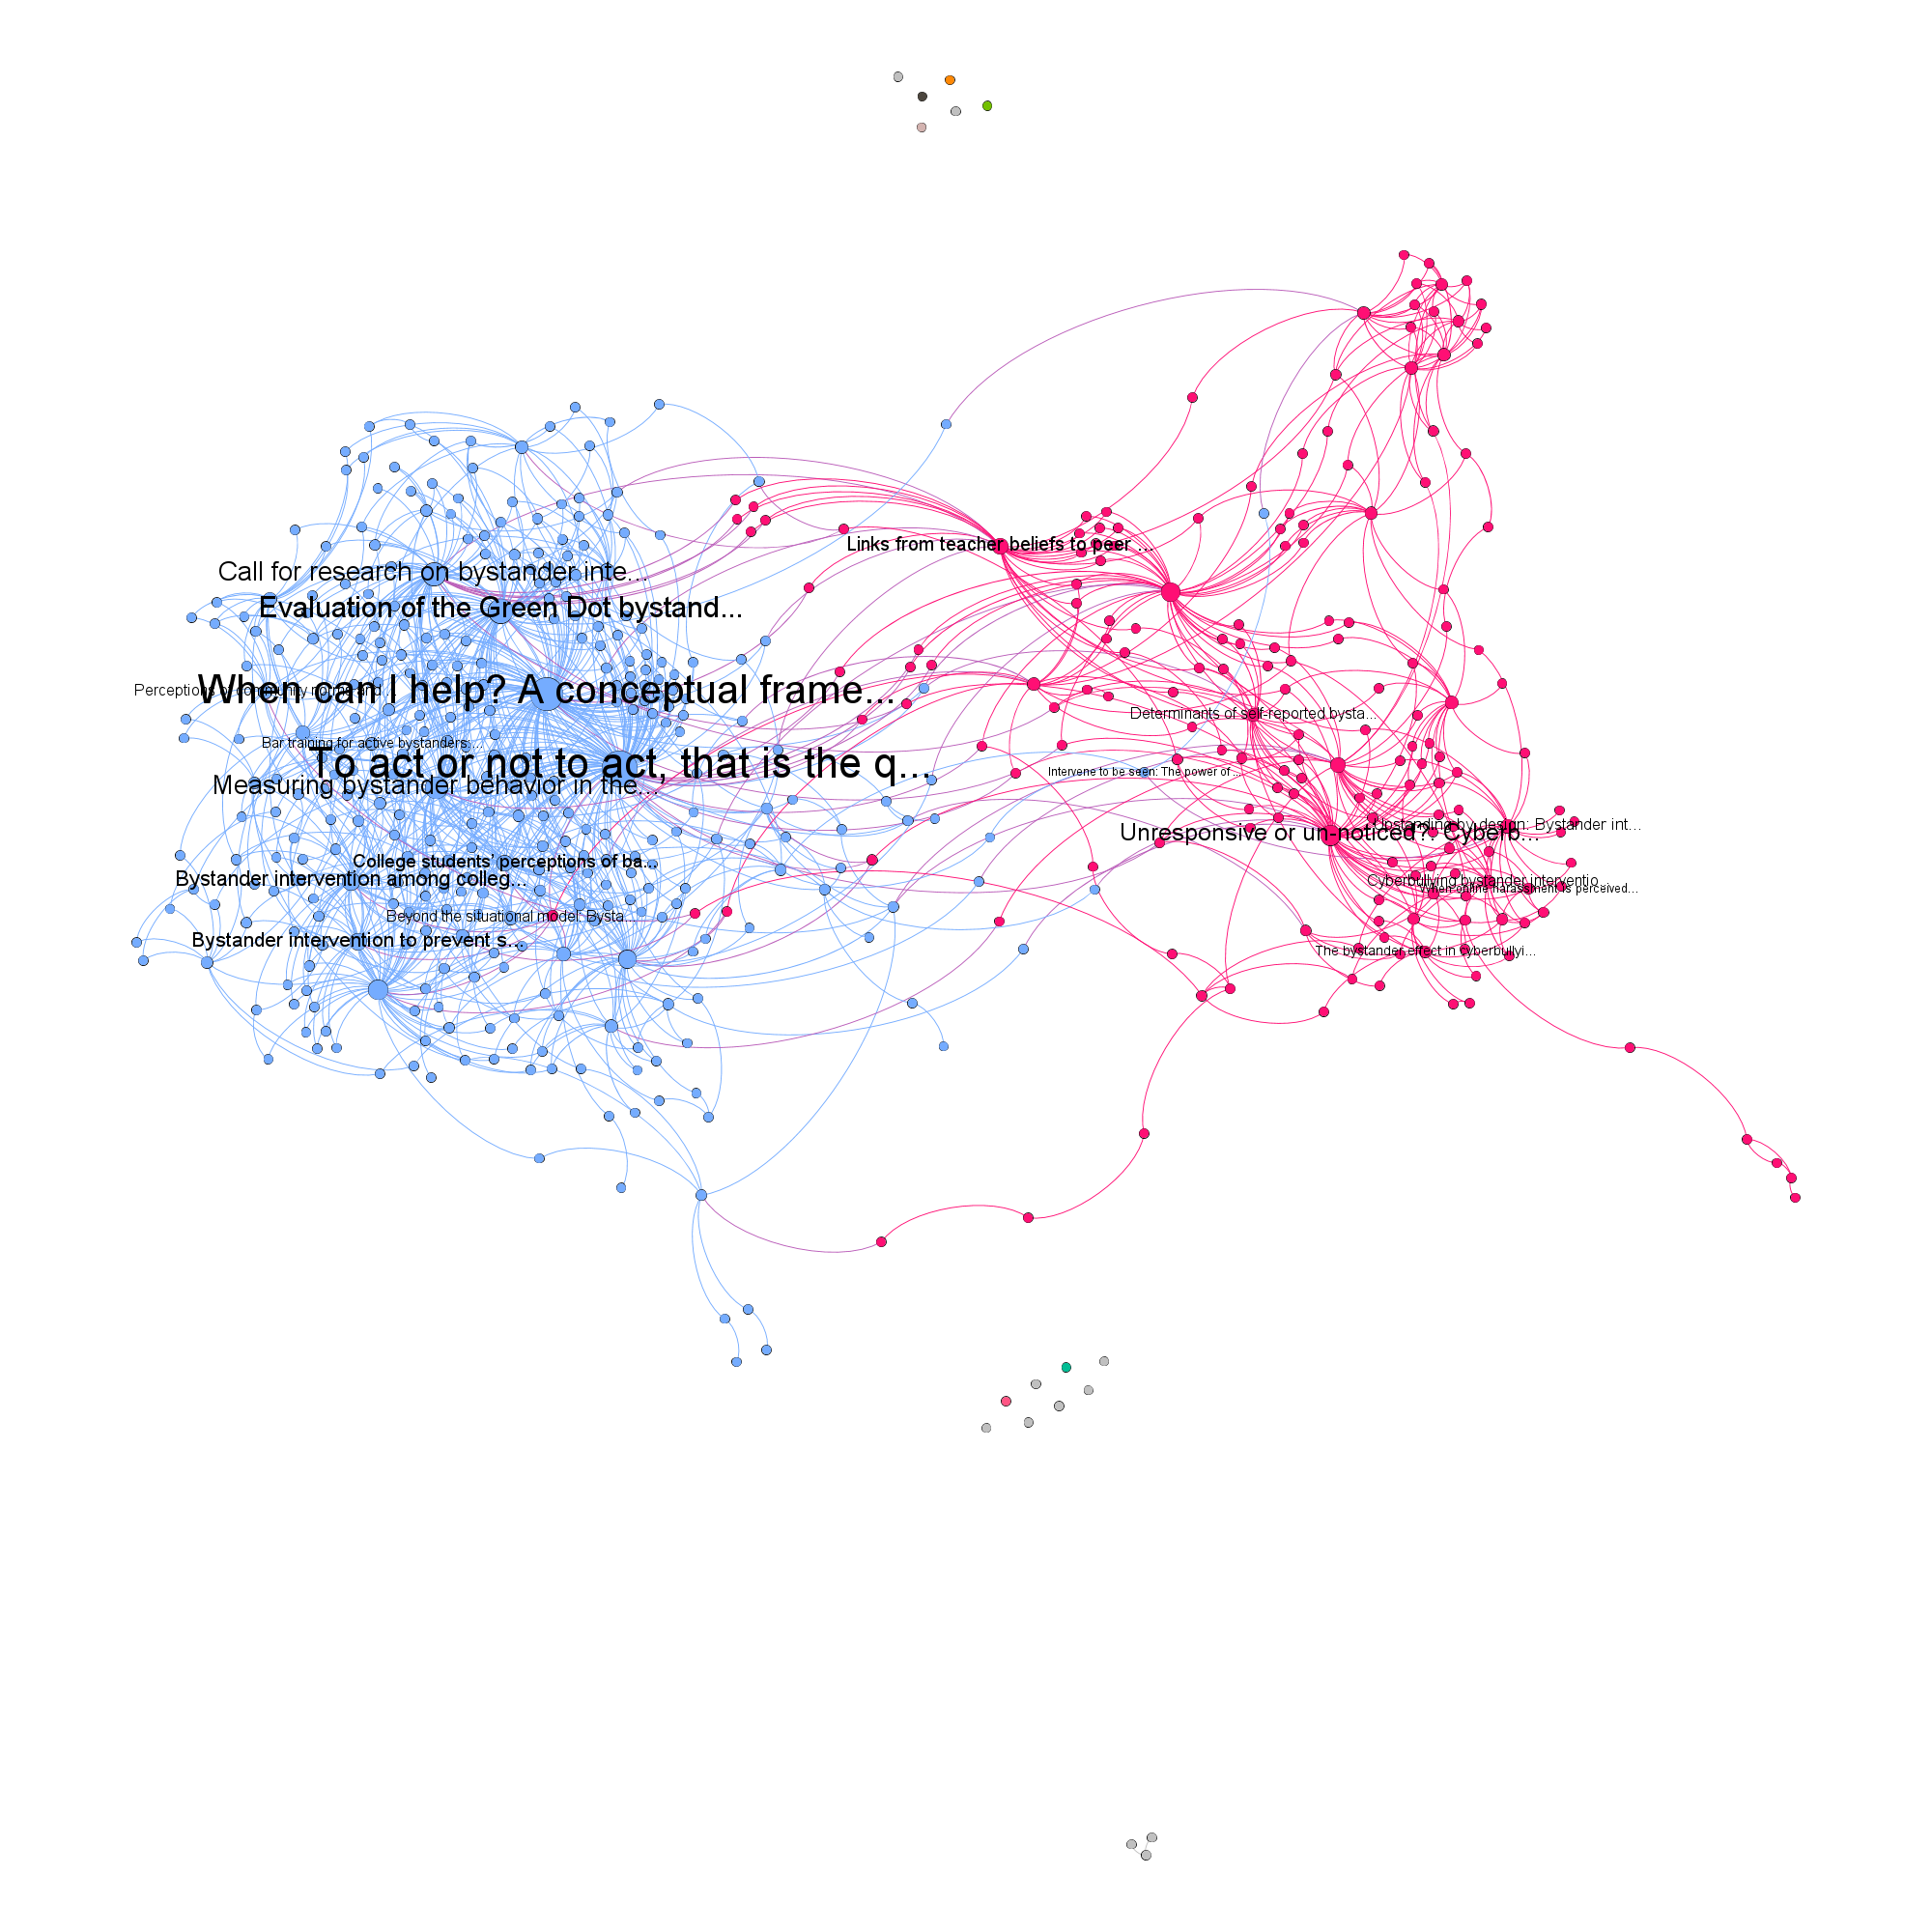 Links from teacher beliefs to peer ...
Call for research on bystander inte...
Evaluation of the Green Dot bystand...
When can I help? A conceptual frame...
Perceptions of community norms and ...
Determinants of self-reported bysta...
Bar training for active bystanders:...
To act or not to act, that is the q...
Intervene to be seen: The power of ...
Measuring bystander behavior in the...
Upstanding by design: Bystander int...
Unresponsive or un-noticed?: Cyberb...
College students’ perceptions of ba...
Bystander intervention among colleg...
Cyberbullying bystander interventio...
When online harassment is perceived...
Beyond the situational model: Bysta...
Bystander intervention to prevent s...
The bystander effect in cyberbullyi...